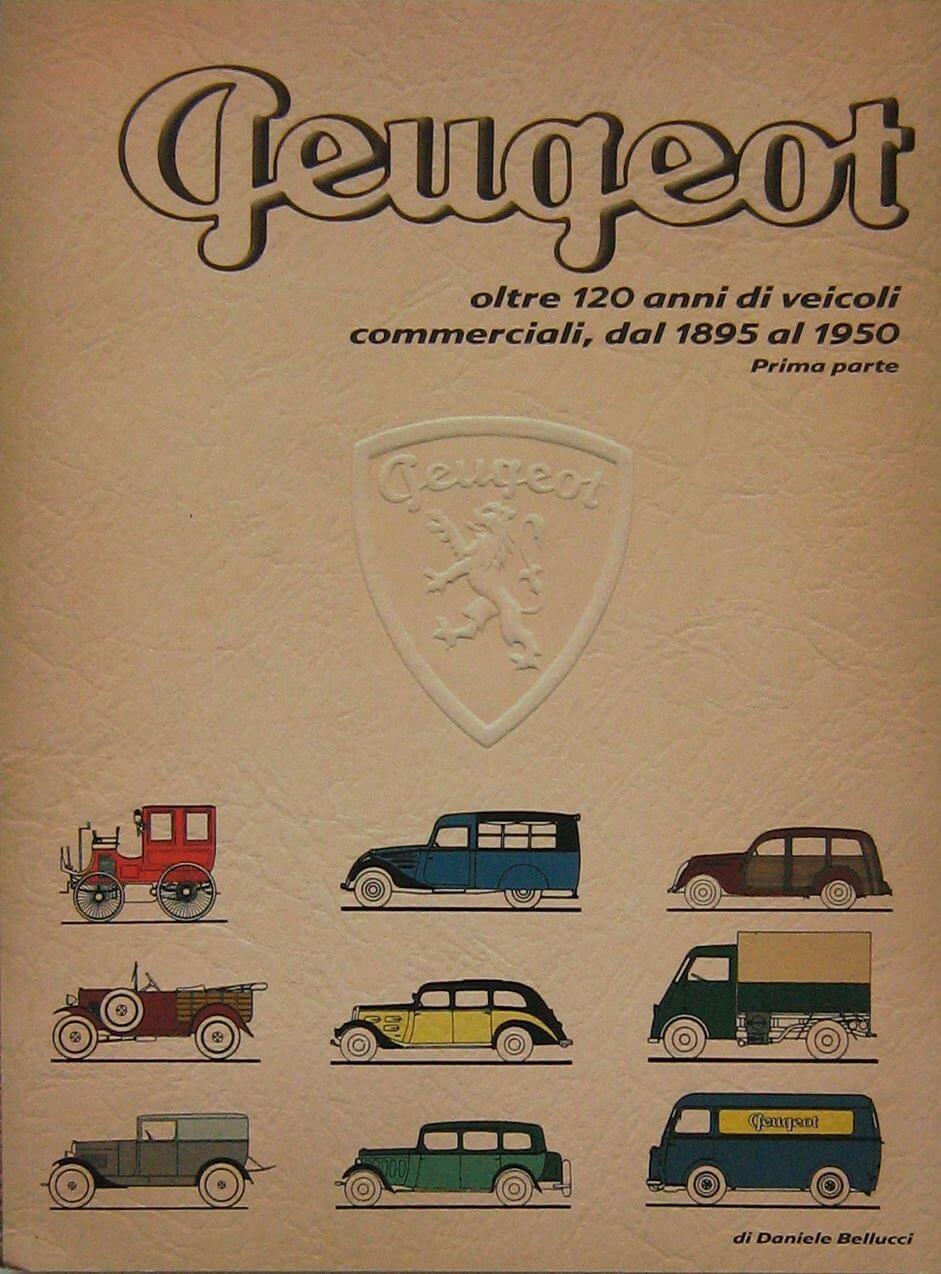 Peugeot
oltre 120 anni di veicoli
commerciali, dal 1895 al 1950
Prima parte
Peugeot
Peugeot
di Daniele Bellucci